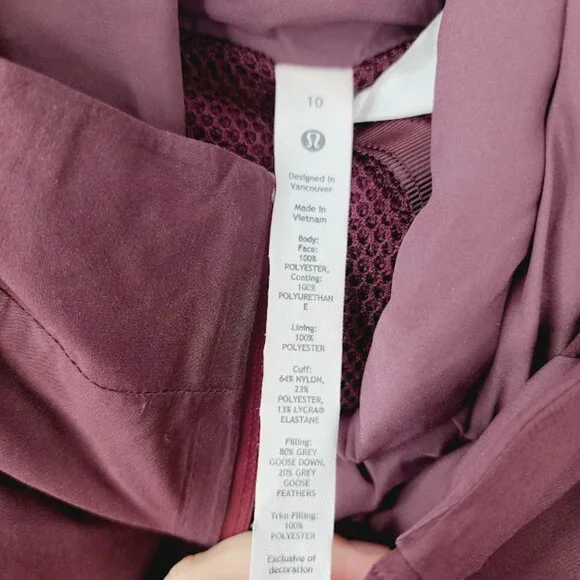 10
Designed in
Vancouver
Made in
Vietnam
Body:
Face:
100%
POLYESTER,
Coating:
100%
POLYURETHAN
E
Lining:
100%
POLYESTER
Cuff:
64% NYLON,
23%
POLYESTER,
13% LYCRA®
ELASTANE
Filling:
80% GREY
GOOSE DOWN,
20% GREY
GOOSE
FEATHERS
Trim Filling:
100%
POLYESTER
Exclusive of
decoration